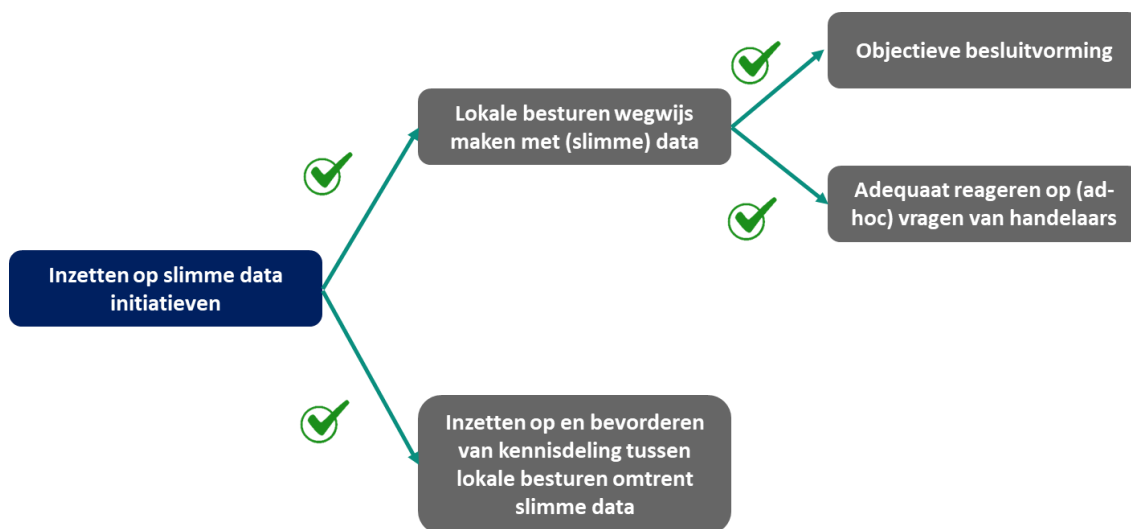 Objectieve besluitvorming
Lokale besturen wegwijs
maken met (slimme) data
Adequaat reageren op (ad-
hoc) vragen van handelaars
Inzetten op slimme data
initiatieven
Inzetten op en bevorderen
van kennisdeling tussen
lokale besturen omtrent
slimme data